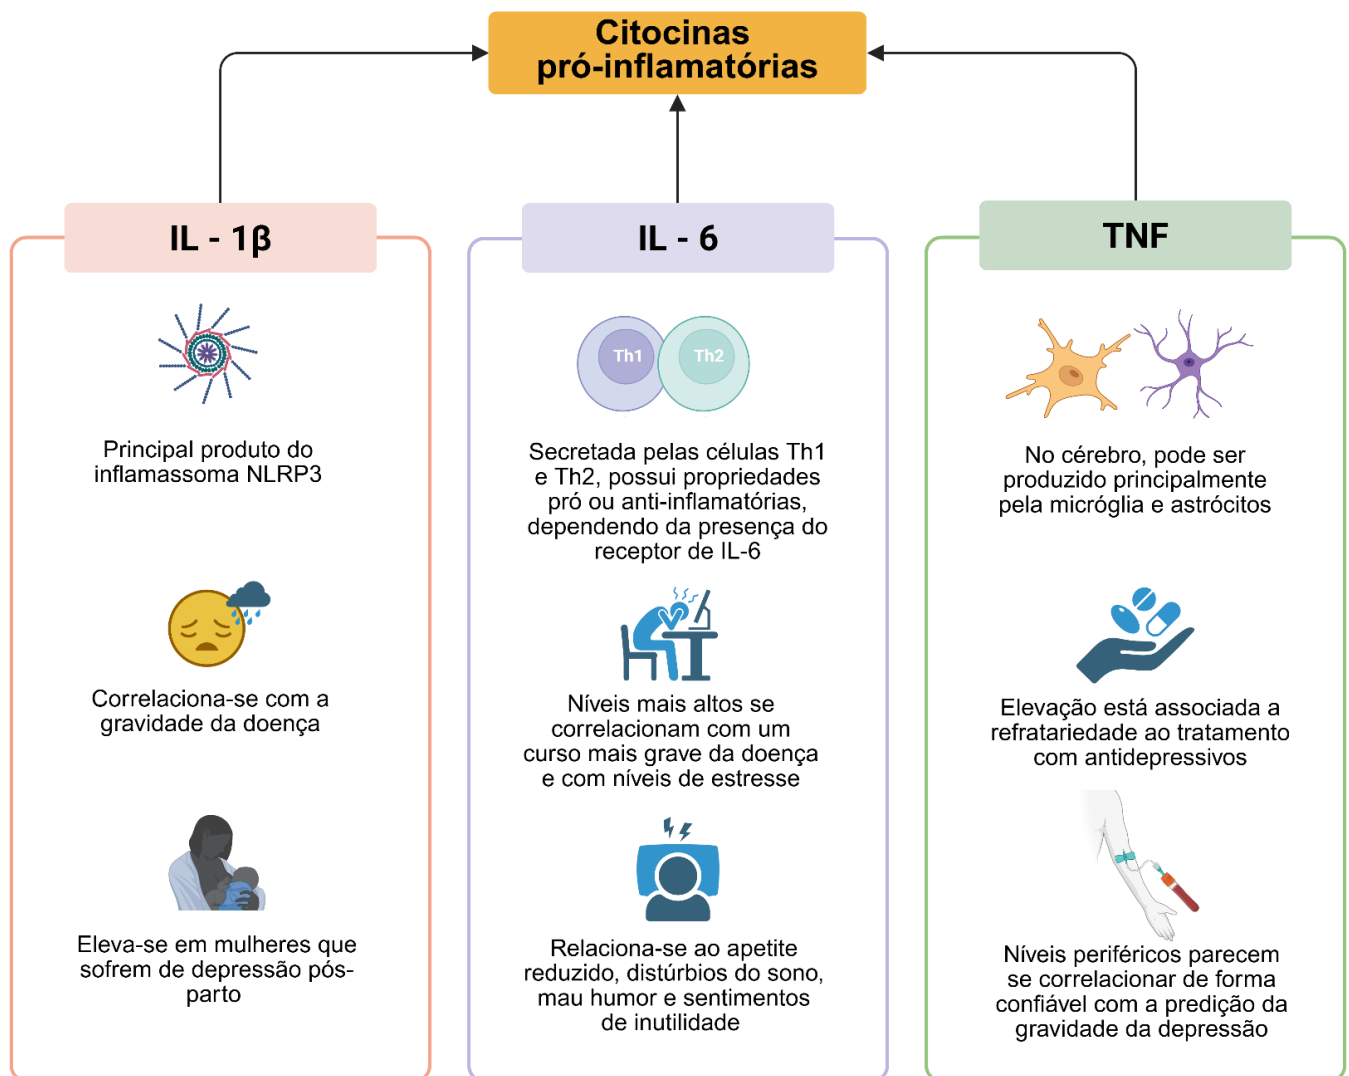 Citocinas
pró-inflamatórias
IL - 1β
Principal produto do
inflamassoma NLRP3
Correlaciona-se com a
gravidade da doença
Eleva-se em mulheres que
sofrem de depressão pós-
parto
IL - 6
Th1
Th2
Secretada pelas células Th1
e Th2, possui propriedades
pró ou anti-inflamatórias,
dependendo da presença do
receptor de IL-6
Níveis mais altos se
correlacionam com um
curso mais grave da doença
e com níveis de estresse
Relaciona-se ao apetite
reduzido, distúrbios do sono,
mau humor e sentimentos
de inutilidade
TNF
No cérebro, pode ser
produzido principalmente
pela micróglia e astrócitos
Elevação está associada a
refratariedade ao tratamento
com antidepressivos
Níveis periféricos parecem
se correlacionar de forma
confiável com a predição da
gravidade da depressão